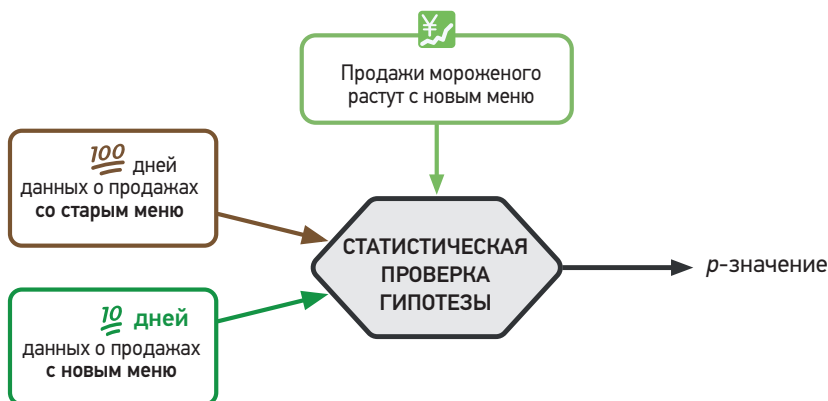 ¥
Продажи мороженого
растут с новым меню
100 дней
данных о продажах
со старым меню
СТАТИСТИЧЕСКАЯ
ПРОВЕРКА
ГИПОТЕЗЫ
p-значение
10 дней
данных о продажах
с новым меню